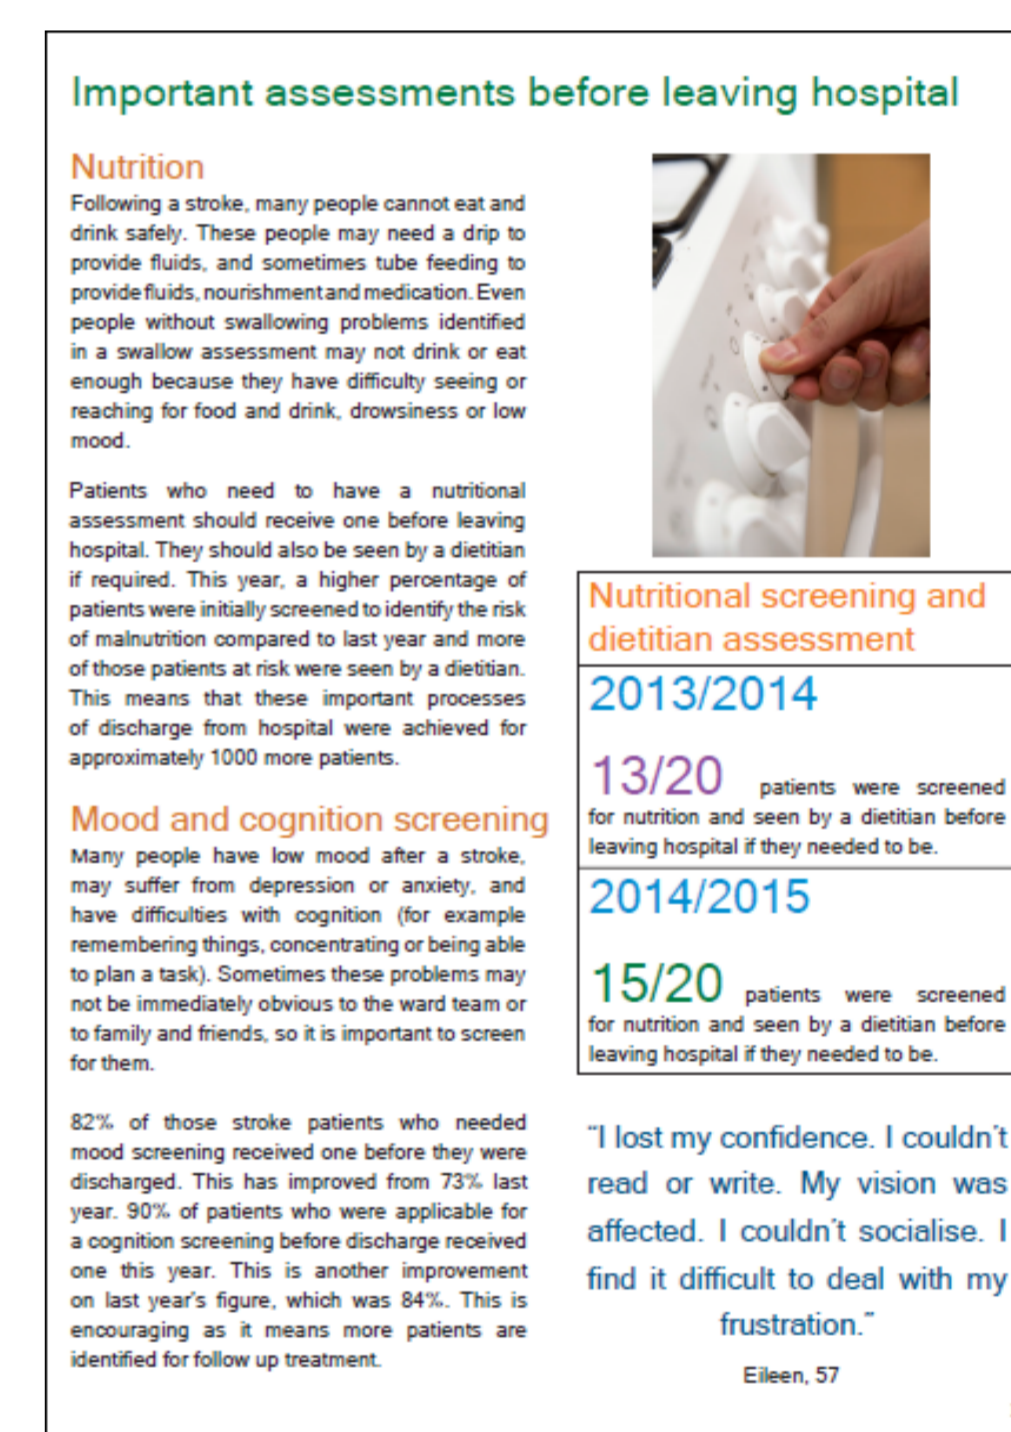 Important assessments before leaving hospital
Nutrition
Following a stroke, many people cannot eat and
drink safely. These people may need a drip to
provide fluids, and sometimes tube feeding to
provide fluids, nourishment and medication. Even
people without swallowing problems identified
in a swallow assessment may not drink or eat
enough because they have difficulty seeing or
reaching for food and drink, drowsiness or low
mood.
Patients who need to have a nutritional
assessment should receive one before leaving
hospital. They should also be seen by a dietitian
if required. This year, a higher percentage of
patients were initially screened to identify the risk
of malnutrition compared to last year and more
of those patients at risk were seen by a dietitian.
This means that these important processes
of discharge from hospital were achieved for
approximately 1000 more patients.
Mood and cognition screening
Many people have low mood after a stroke,
may suffer from depression or anxiety, and
have difficulties with cognition (for example
remembering things, concentrating or being able
to plan a task). Sometimes these problems may
not be immediately obvious to the ward team or
to family and friends, so it is important to screen
for them.
82% of those stroke patients who needed
mood screening received one before they were
discharged. This has improved from 73% last
year. 90% of patients who were applicable for
a cognition screening before discharge received
one this year. This is another improvement
on last year's figure, which was 84%. This is
encouraging as it means more patients are
identified for follow up treatment.
Nutritional screening and
dietitian assessment
2013/2014
13/20 patients were screened
for nutrition and seen by a dietitian before
leaving hospital if they needed to be.
2014/2015
15/20 patients were screened
for nutrition and seen by a dietitian before
leaving hospital if they needed to be.
"I lost my confidence. I couldn't
read or write. My vision was
affected. I couldn't socialise. I
find it difficult to deal with my
frustration."
Eileen, 57